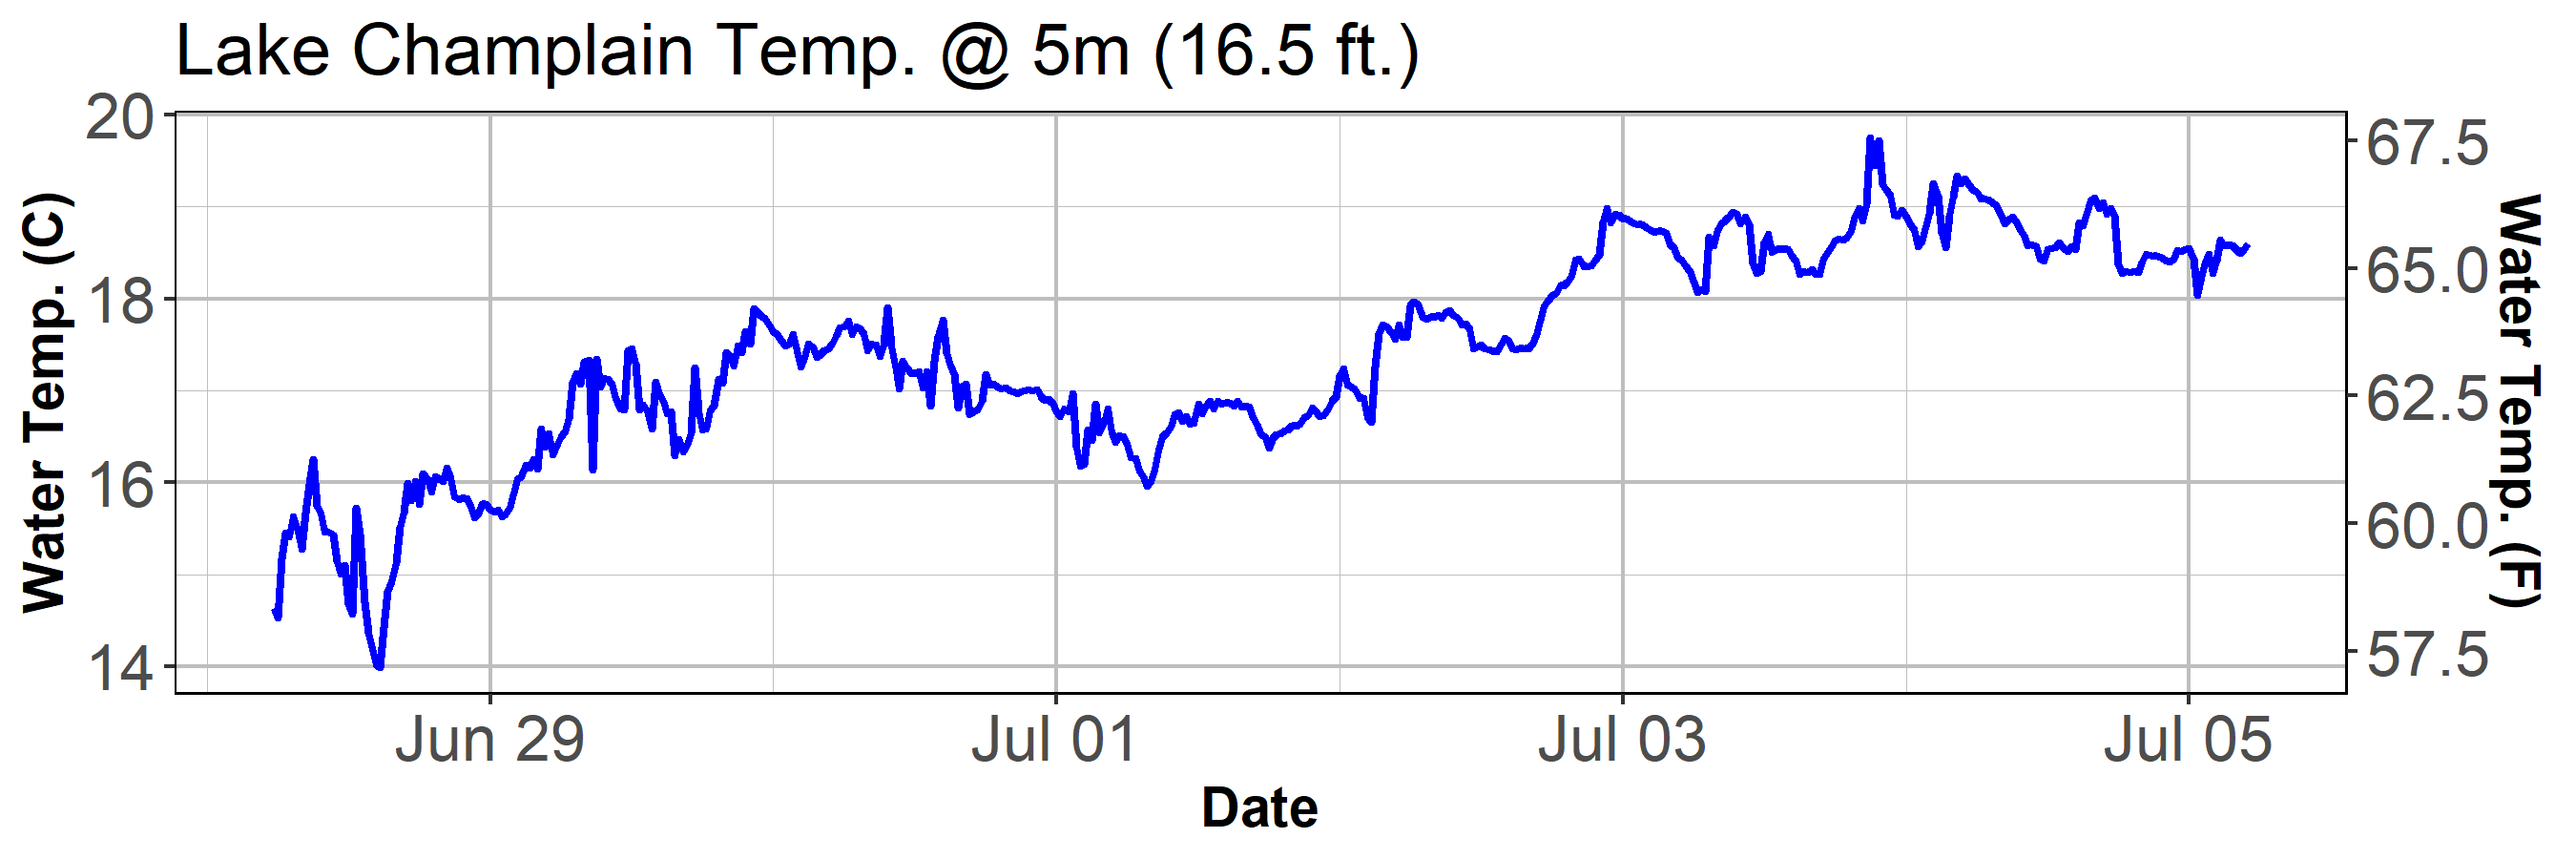 Lake Champlain Temp. @ 5m (16.5 ft.)
Water Temp. (C)
20
18
16
14
67.5
65.0
62.5
60.0
57.5
Water Temp. (F)
Jun 29 Jul 01 Jul 03 Jul 05
Date